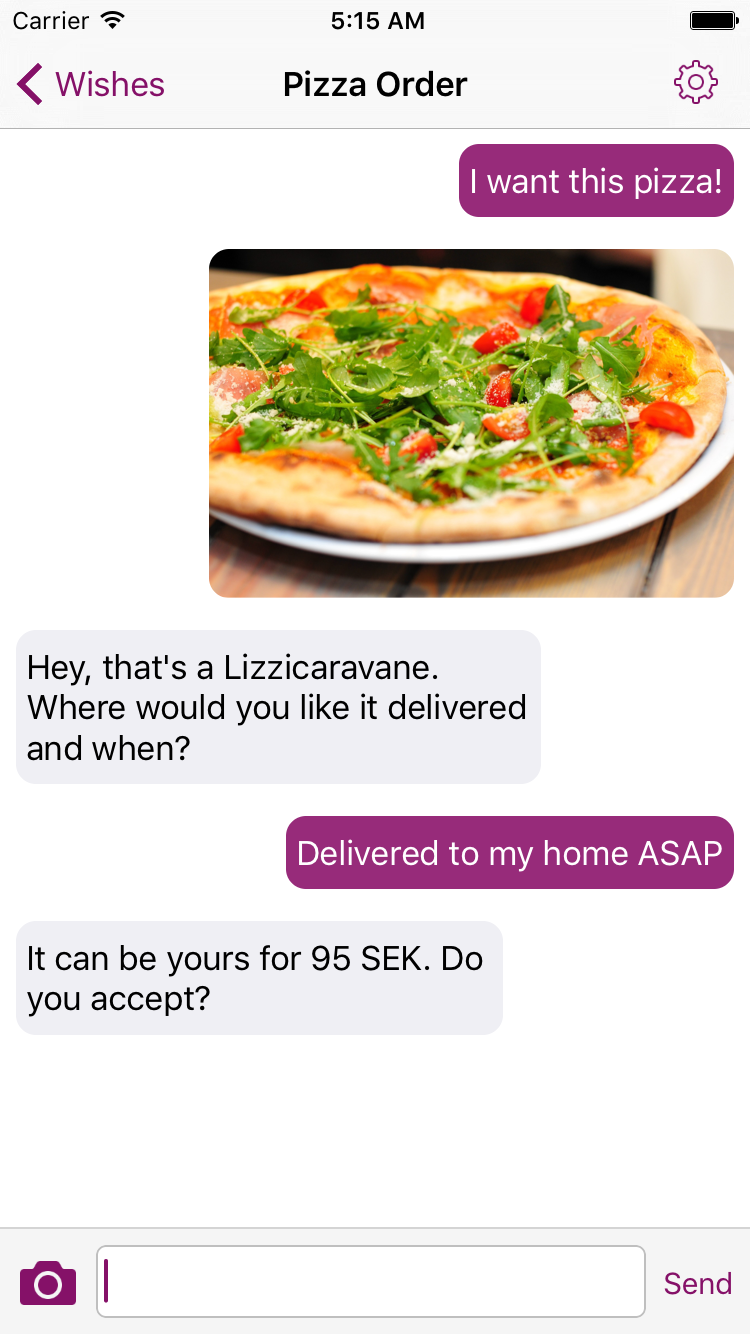 Carrier 5:15 AM
Wishes Pizza Order
I want this pizza!
Hey, that's a Lizzicaravane.
Where would you like it delivered
and when?
Delivered to my home ASAP
It can be yours for 95 SEK. Do
you accept?
Send